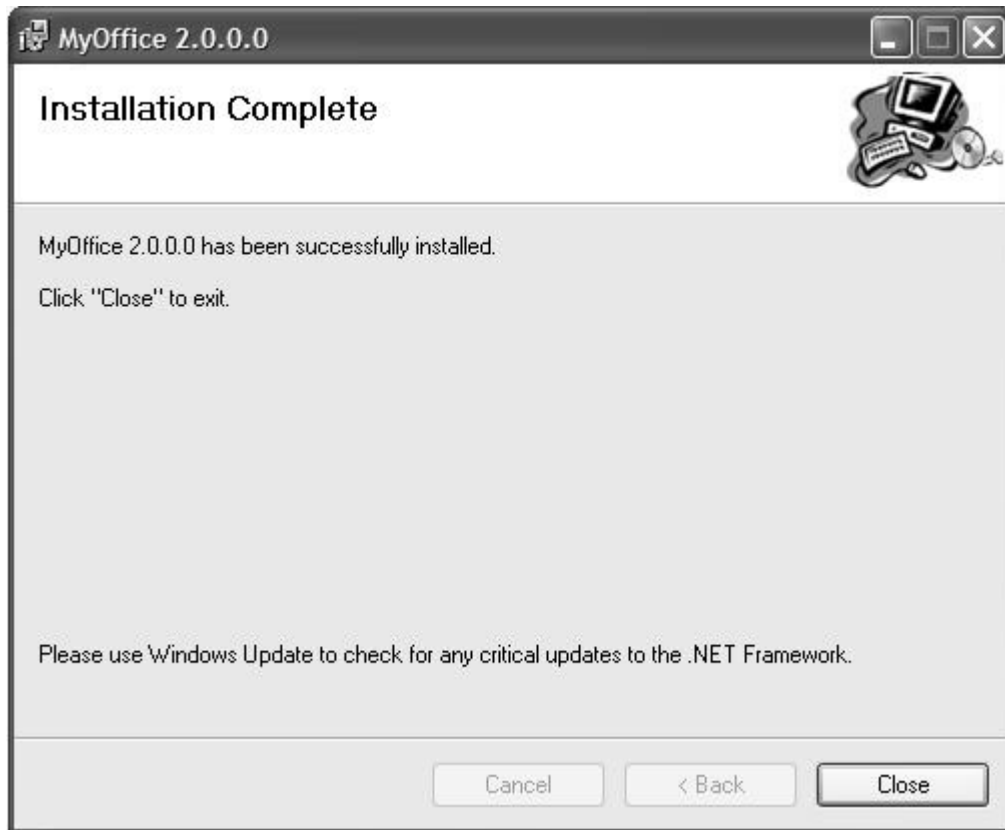 MyOffice 2.0.0.0
Installation Complete
MyOffice 2.0.0.0 has been successfully installed.
Click "Close" to exit.
Please use Windows Update to check for any critical updates to the .NET Framework.
Cancel
< Back
Close